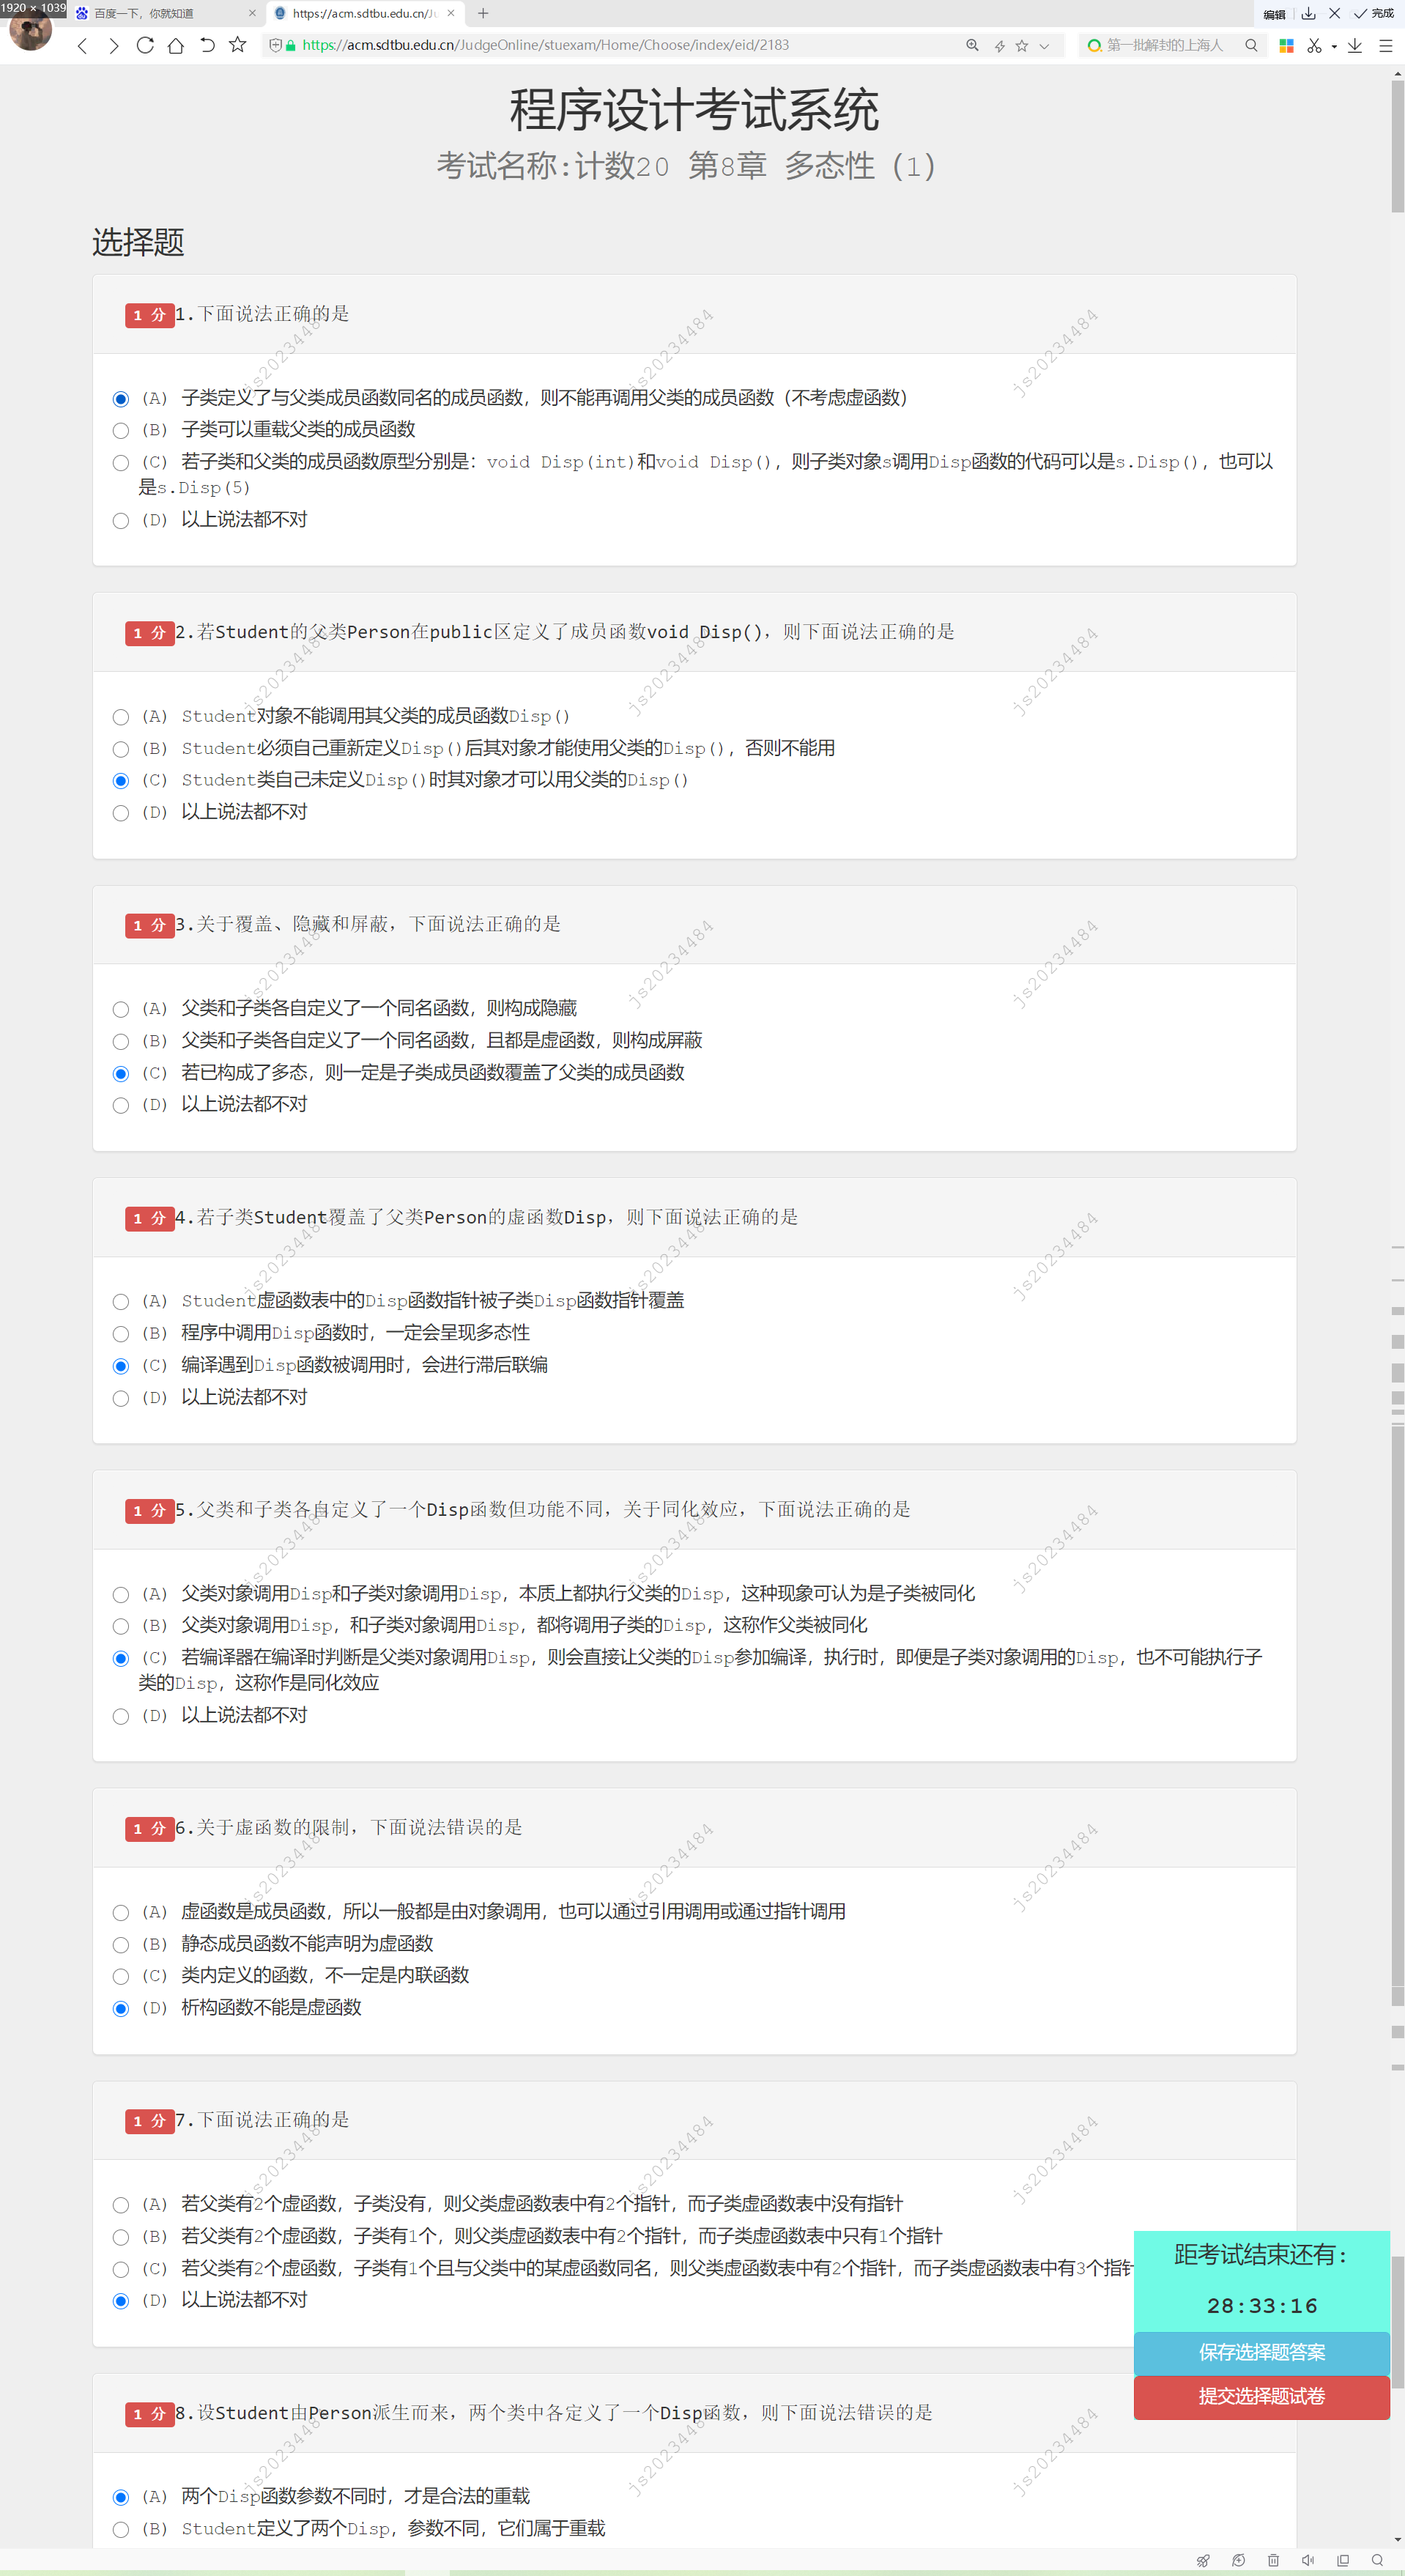 1920 × 1039
百度一下，你就知道
https://acm.sdtbu.edu.cn/Ju
编辑
完成
https://acm.sdtbu.edu.cn/JudgeOnline/stuexam/Home/Choose/index/eid/2183
第一批解封的上海人
程序设计考试系统
考试名称:计数20 第8章 多态性 (1)
选择题
1 分 1.下面说法正确的是
(A) 子类定义了与父类成员函数同名的成员函数，则不能再调用父类的成员函数（不考虑虚函数）
(B) 子类可以重载父类的成员函数
(C) 若子类和父类的成员函数原型分别是：void Disp(int)和void Disp()，则子类对象s调用Disp函数的代码可以是s.Disp()，也可以
是s.Disp(5)
(D) 以上说法都不对
js20234484 js20234484 js20234484
1 分 2.若Student的父类Person在public区定义了成员函数void Disp()，则下面说法正确的是
(A) Student对象不能调用其父类的成员函数Disp()
(B) Student必须自己重新定义Disp()后其对象才能使用父类的Disp()，否则不能用
(C) Student类自己未定义Disp()时其对象才可以用父类的Disp()
(D) 以上说法都不对
js20234484 js20234484 js20234484
1 分 3.关于覆盖、隐藏和屏蔽，下面说法正确的是
(A) 父类和子类各自定义了一个同名函数，则构成隐藏
(B) 父类和子类各自定义了一个同名函数，且都是虚函数，则构成屏蔽
(C) 若已构成了多态，则一定是子类成员函数覆盖了父类的成员函数
(D) 以上说法都不对
js20234484 js20234484 js20234484
1 分 4.若子类Student覆盖了父类Person的虚函数Disp，则下面说法正确的是
(A) Student虚函数表中的Disp函数指针被子类Disp函数指针覆盖
(B) 程序中调用Disp函数时，一定会呈现多态性
(C) 编译遇到Disp函数被调用时，会进行滞后联编
(D) 以上说法都不对
js20234484 js20234484 js20234484
1 分 5.父类和子类各自定义了一个Disp函数但功能不同，关于同化效应，下面说法正确的是
(A) 父类对象调用Disp和子类对象调用Disp，本质上都执行父类的Disp，这种现象可认为是子类被同化
(B) 父类对象调用Disp，和子类对象调用Disp，都将调用子类的Disp，这称作父类被同化
(C) 若编译器在编译时判断是父类对象调用Disp，则会直接让父类的Disp参加编译，执行时，即便是子类对象调用的Disp，也不可能执行子
类的Disp，这称作是同化效应
(D) 以上说法都不对
js20234484 js20234484 js20234484
1 分 6.关于虚函数的限制，下面说法错误的是
(A) 虚函数是成员函数，所以一般都是由对象调用，也可以通过引用调用或通过指针调用
(B) 静态成员函数不能声明为虚函数
(C) 类内定义的函数，不一定是内联函数
(D) 析构函数不能是虚函数
js20234484 js20234484 js20234484
1 分 7.下面说法正确的是
(A) 若父类有2个虚函数，子类没有，则父类虚函数表中有2个指针，而子类虚函数表中没有指针
(B) 若父类有2个虚函数，子类有1个，则父类虚函数表中有2个指针，而子类虚函数表中只有1个指针
(C) 若父类有2个虚函数，子类有1个且与父类中的某虚函数同名，则父类虚函数表中有2个指针，而子类虚函数表中有3个指针
(D) 以上说法都不对
js20234484 js20234484 js20234484
距考试结束还有:
28:33:16
保存选择题答案
提交选择题试卷
1 分 8.设Student由Person派生而来，两个类中各定义了一个Disp函数，则下面说法错误的是
(A) 两个Disp函数参数不同时，才是合法的重载
(B) Student定义了两个Disp，参数不同，它们属于重载
js20234484 js20234484 js20234484